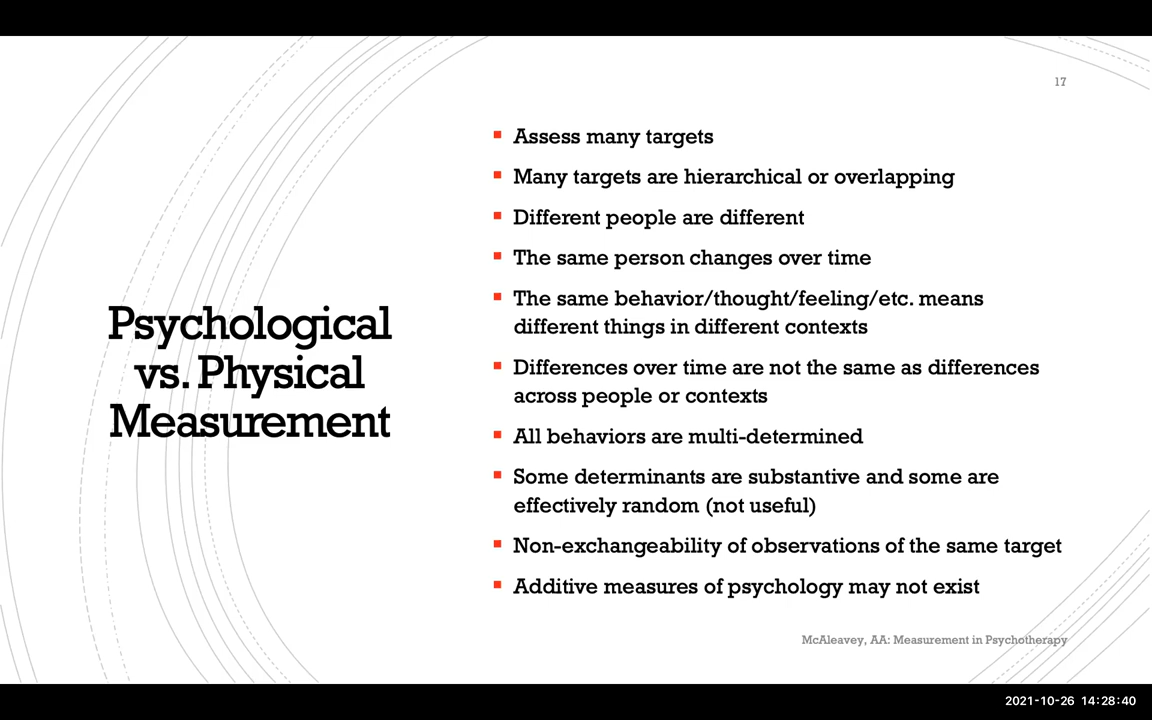 17
Psychological
vs. Physical
Measurement
Assess many targets
Many targets are hierarchical or overlapping
Different people are different
The same person changes over time
The same behavior/thought/feeling/etc. means
different things in different contexts
Differences over time are not the same as differences
across people or contexts
All behaviors are multi-determined
Some determinants are substantive and some are
effectively random (not useful)
Non-exchangeability of observations of the same target
Additive measures of psychology may not exist
McAleavey, AA: Measurement in Psychotherapy
2021-10-26 14:28:40